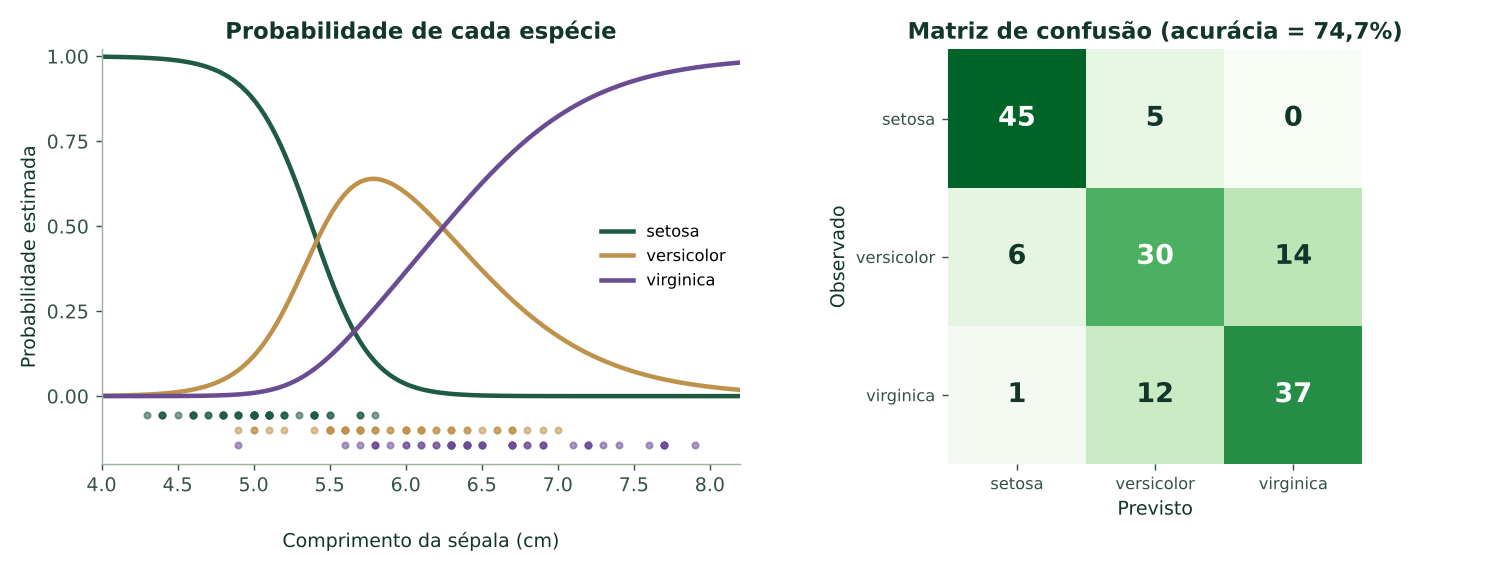 Probabilidade de cada espécie
Probabilidade estimada
1.00
0.75
0.50
0.25
0.00
setosa
versicolor
virginica
4.0 4.5 5.0 5.5 6.0 6.5 7.0 7.5 8.0
Comprimento da sépala (cm)
Matriz de confusão (acurácia = 74,7%)
Observado
setosa 45 5 0
versicolor 6 30 14
virginica 1 12 37
setosa versicolor virginica
Previsto